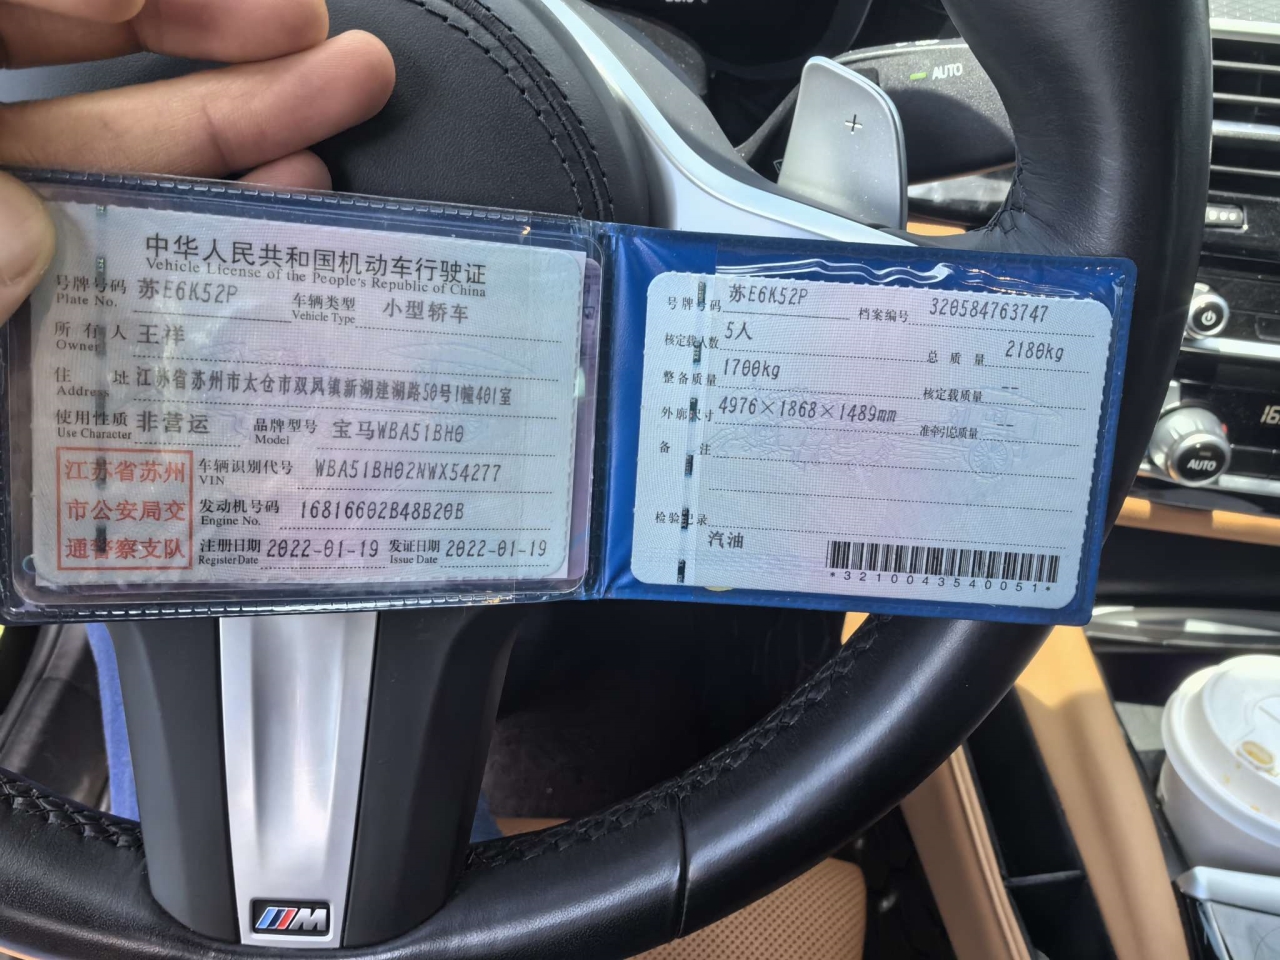 AUTO
中华人民共和国机动车行驶证
Vehicle License of the People's Republic of China
号牌号码 苏E6K52P 车辆类型 小型轿车
Plate No. Vehicle Type
所有人 王祥
Owner
住址 江苏省苏州市太仓市双凤镇新湖建湖路50号1幢401室
Address
使用性质 非营运 品牌型号 宝马WBA51BH0
Use Character Model
江苏省苏州
市公安局交
通警察支队
车辆识别代号 WBA51BH02NWX54277
VIN
发动机号码 16816602B48B20B
Engine No.
注册日期 2022-01-19 发证日期 2022-01-19
Register Date Issue Date
号牌号码 苏E6K52P 档案编号 320584763747
核定载人数 5人 总质量 2180kg
整备质量 1700kg 核定载质量 --
外廓尺寸 4976×1868×1489mm 准牵引总质量 --
备注
检验记录
汽油
*3210043540051*
AUTO
M